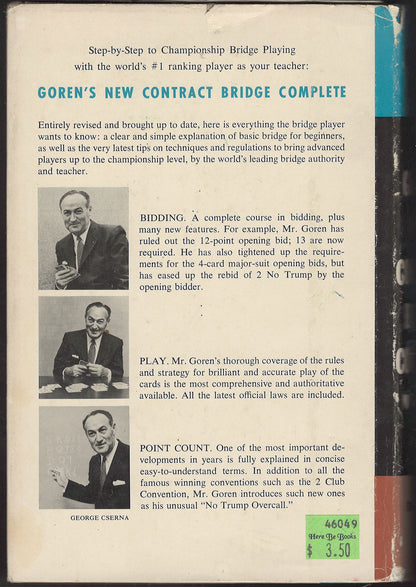 Step-by-Step to Championship Bridge Playing
with the world's #1 ranking player as your teacher:
GOREN'S NEW CONTRACT BRIDGE COMPLETE
Entirely revised and brought up to date, here is everything the bridge player
wants to know: a clear and simple explanation of basic bridge for beginners,
as well as the very latest tips on techniques and regulations to bring advanced
players up to the championship level, by the world's leading bridge authority
and teacher.
BIDDING. A complete course in bidding, plus
many new features. For example, Mr. Goren has
ruled out the 12-point opening bid; 13 are now
required. He has also tightened up the require-
ments for the 4-card major-suit opening bids, but
has eased up the rebid of 2 No Trump by the
opening bidder.
PLAY. Mr. Goren's thorough coverage of the rules
and strategy for brilliant and accurate play of the
cards is the most comprehensive and authoritative
available. All the latest official laws are included.
POINT COUNT. One of the most important de-
velopments in years is fully explained in concise
easy-to-understand terms. In addition to all the
famous winning conventions such as the 2 Club
Convention, Mr. Goren introduces such new ones
as his unusual "No Trump Overcall."
GEORGE CSERNA
46049
Here Be Books
$ 3.50